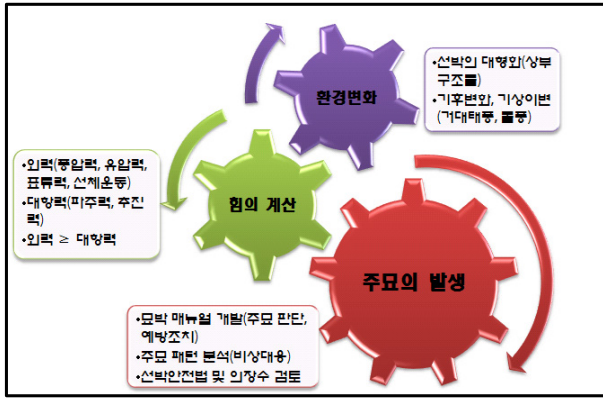 환경변화
•선박의 대형화(상부
구조물)
•기후변화, 기상이변
(거대태풍, 돌풍)
힘의 계산
•외력(풍압력, 유압력,
표류력, 선체운동)
•대항력(파주력, 추진
력)
•외력 ≥ 대항력
주묘의 발생
•묘박 매뉴얼 개발(주묘 판단,
예방조치)
•주묘 패턴 분석(비상대응)
•선박안전법 및 의장수 검토